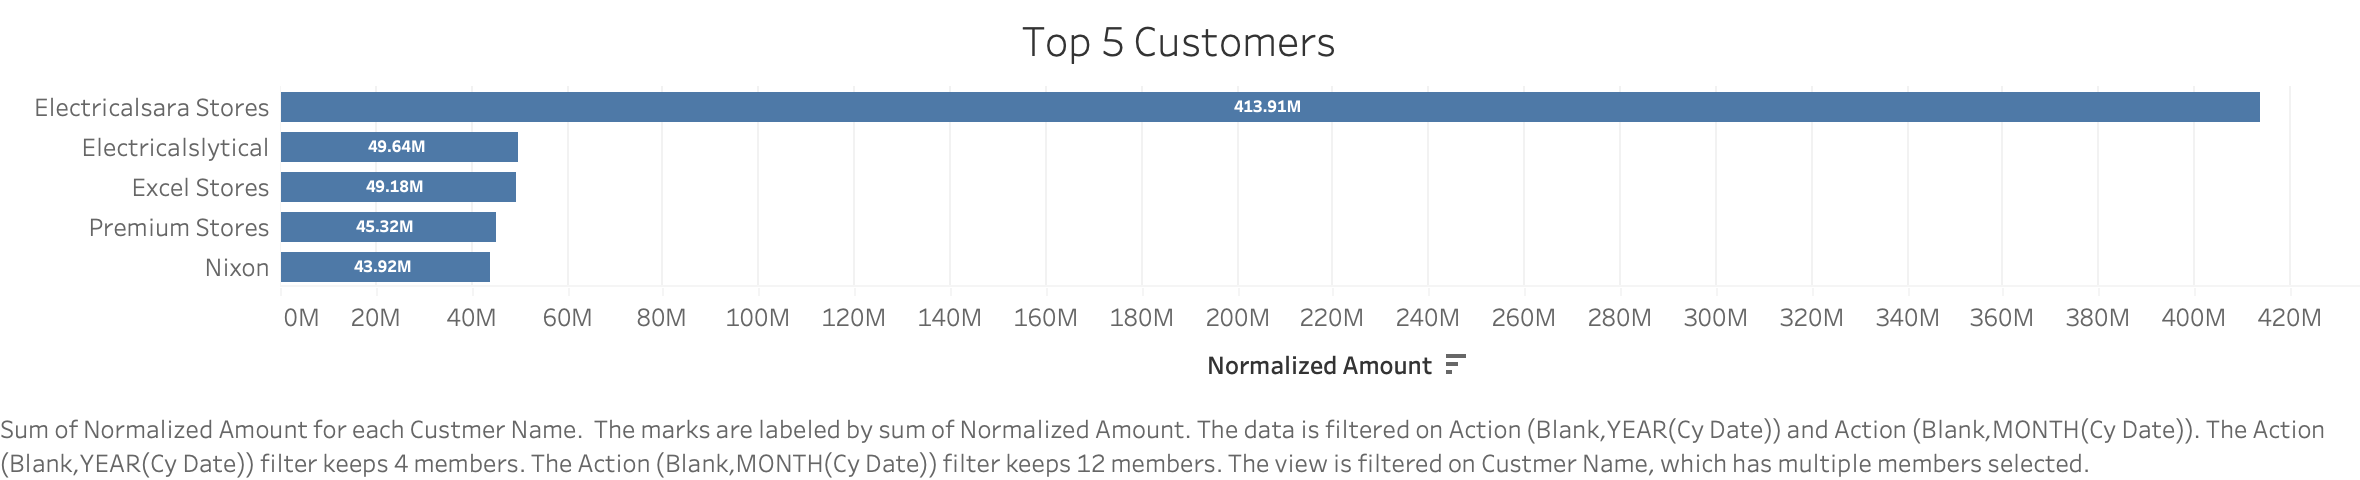 Top 5 Customers
Electricalsara Stores 413.91M
Electricalslytical 49.64M
Excel Stores 49.18M
Premium Stores 45.32M
Nixon 43.92M
0M 20M 40M 60M 80M 100M 120M 140M 160M 180M 200M 220M 240M 260M 280M 300M 320M 340M 360M 380M 400M 420M
Normalized Amount
Sum of Normalized Amount for each Custmer Name.  The marks are labeled by sum of Normalized Amount. The data is filtered on Action (Blank,YEAR(Cy Date)) and Action (Blank,MONTH(Cy Date)). The Action
(Blank,YEAR(Cy Date)) filter keeps 4 members. The Action (Blank,MONTH(Cy Date)) filter keeps 12 members. The view is filtered on Custmer Name, which has multiple members selected.